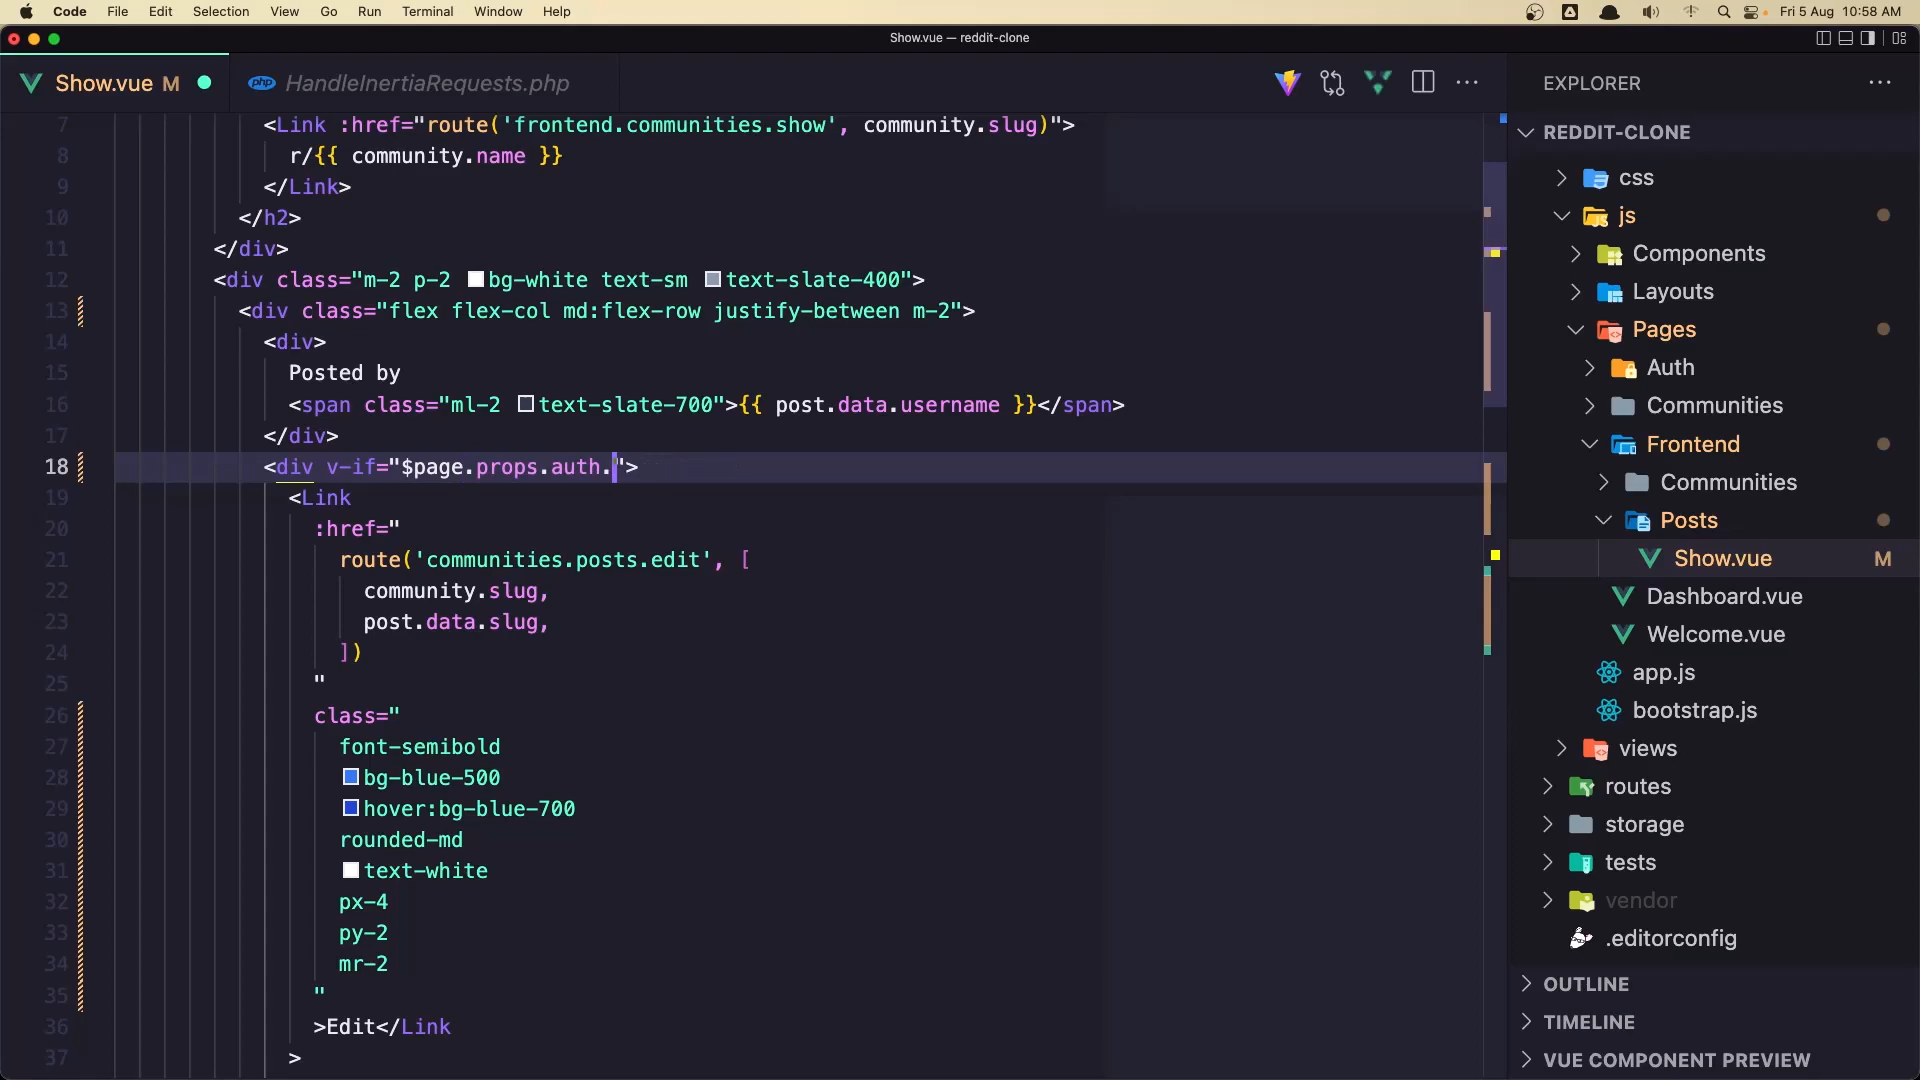 Code File Edit Selection View Go Run Terminal Window Help Fri 5 Aug 10:58 AM
Show.vue — reddit-clone
Show.vue M HandleInertiaRequests.php
7 <Link :href="route('frontend.communities.show', community.slug)">
8 r/{{ community.name }}
9 </Link>
10 </h2>
11 </div>
12 <div class="m-2 p-2 bg-white text-sm text-slate-400">
13 <div class="flex flex-col md:flex-row justify-between m-2">
14 <div>
15 Posted by
16 <span class="ml-2 text-slate-700">{{ post.data.username }}</span>
17 </div>
18 <div v-if="$page.props.auth.">
19 <Link
20 :href="
21 route('communities.posts.edit', [
22 community.slug,
23 post.data.slug,
24 ])
25 "
26 class="
27 font-semibold
28 bg-blue-500
29 hover:bg-blue-700
30 rounded-md
31 text-white
32 px-4
33 py-2
34 mr-2
35 "
36 >Edit</Link
37 >
EXPLORER
REDDIT-CLONE
css
js
Components
Layouts
Pages
Auth
Communities
Frontend
Communities
Posts
Show.vue M
Dashboard.vue
Welcome.vue
app.js
bootstrap.js
views
routes
storage
tests
vendor
.editorconfig
OUTLINE
TIMELINE
VUE COMPONENT PREVIEW